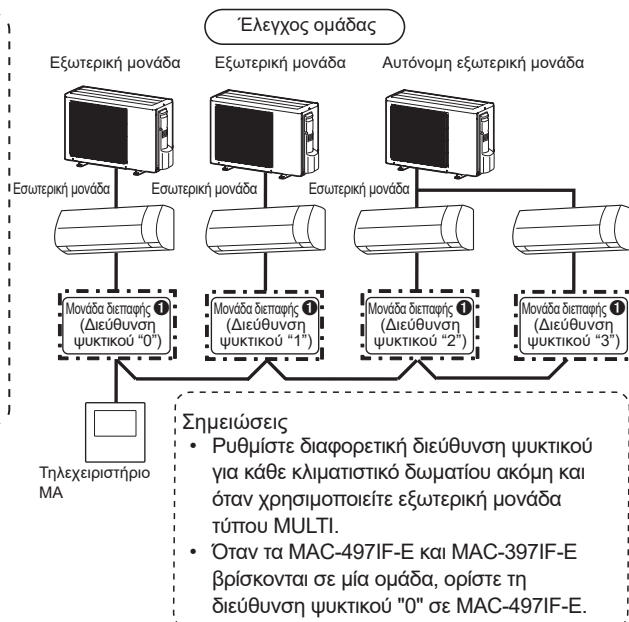 Έλεγχος ομάδας
Εξωτερική μονάδα
Εξωτερική μονάδα
Αυτόνομη εξωτερική μονάδα
Εσωτερική μονάδα
Εσωτερική μονάδα
Εσωτερική μονάδα
Μονάδα διεπαφής ❶
(Διεύθυνση
ψυκτικού “0”)
Μονάδα διεπαφής ❶
(Διεύθυνση
ψυκτικού “1”)
Μονάδα διεπαφής ❶
(Διεύθυνση
ψυκτικού “2”)
Μονάδα διεπαφής ❶
(Διεύθυνση
ψυκτικού “3”)
Τηλεχειριστήριο
MA
Σημειώσεις
• Ρυθμίστε διαφορετική διεύθυνση ψυκτικού
για κάθε κλιματιστικό δωματίου ακόμη και
όταν χρησιμοποιείτε εξωτερική μονάδα
τύπου MULTI.
• Όταν τα MAC-497IF-E και MAC-397IF-E
βρίσκονται σε μία ομάδα, ορίστε τη
διεύθυνση ψυκτικού "0" σε MAC-497IF-E.